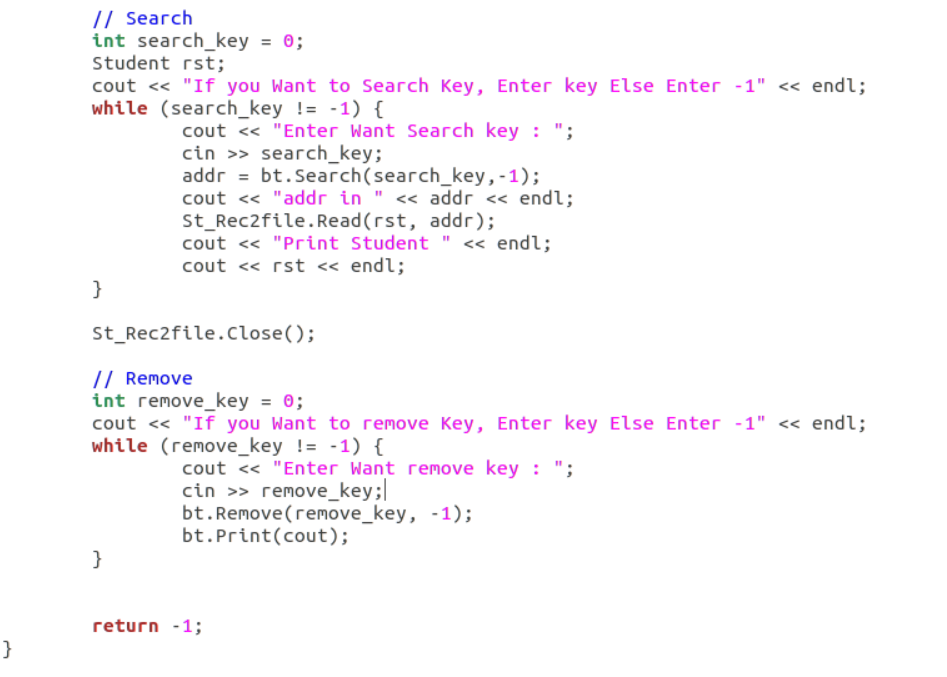 // Search
int search_key = 0;
Student rst;
cout << "If you Want to Search Key, Enter key Else Enter -1" << endl;
while (search_key != -1) {
cout << "Enter Want Search key : ";
cin >> search_key;
addr = bt.Search(search_key,-1);
cout << "addr in " << addr << endl;
St_Rec2file.Read(rst, addr);
cout << "Print Student " << endl;
cout << rst << endl;
}
St_Rec2file.Close();
// Remove
int remove_key = 0;
cout << "If you Want to remove Key, Enter key Else Enter -1" << endl;
while (remove_key != -1) {
cout << "Enter Want remove key : ";
cin >> remove_key;
bt.Remove(remove_key, -1);
bt.Print(cout);
}
return -1;
}